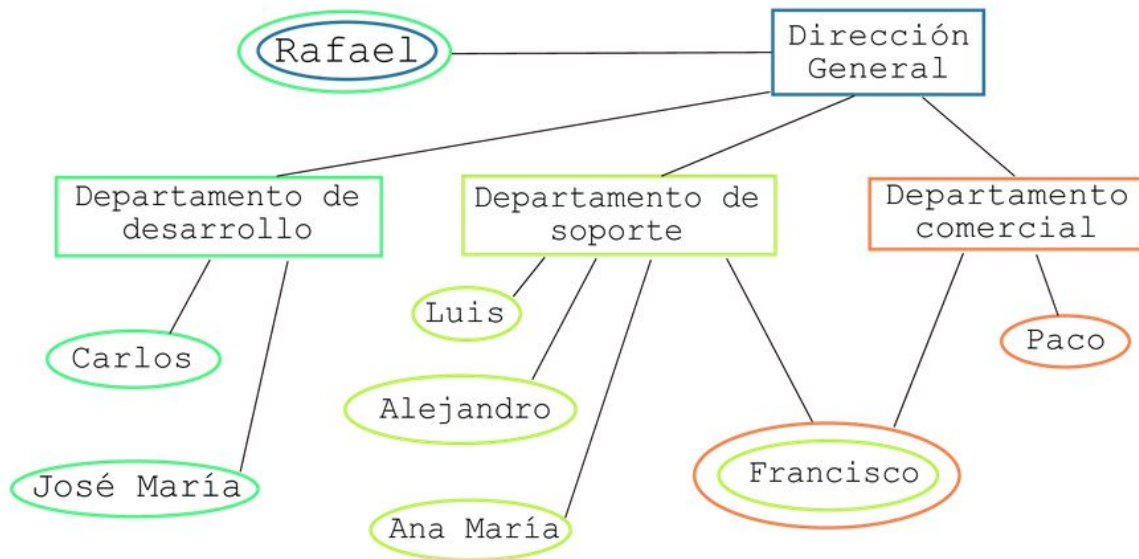 Rafael
Dirección
General
Departamento de
desarrollo
Departamento de
soporte
Departamento
comercial
Luis
Carlos
Paco
Alejandro
José María
Francisco
Ana María